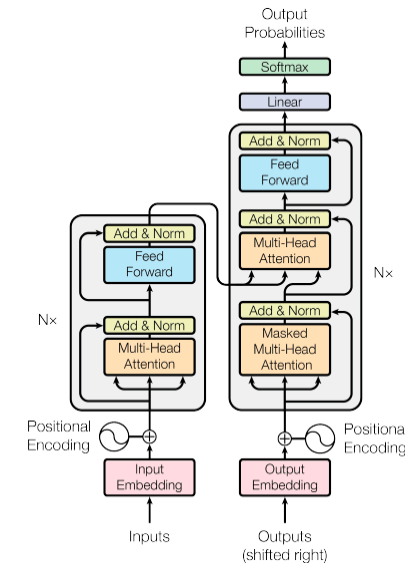 Output
Probabilities
Softmax
Linear
Add & Norm
Feed
Forward
Add & Norm
Multi-Head
Attention
Add & Norm
Masked
Multi-Head
Attention
Nx
Add & Norm
Feed
Forward
Add & Norm
Multi-Head
Attention
Nx
Positional
Encoding
Positiona
Encoding
Input
Embedding
Output
Embedding
Inputs
Outputs
(shifted right)